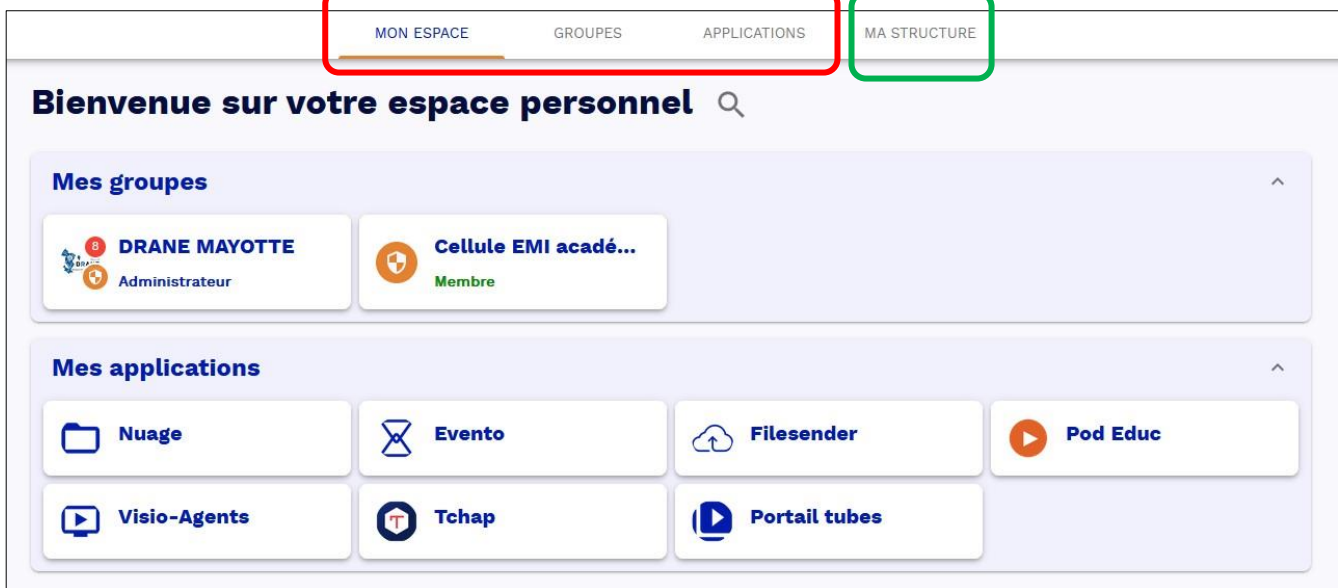 MON ESPACE GROUPES APPLICATIONS MA STRUCTURE
Bienvenue sur votre espace personnel
Mes groupes
8
DRANE MAYOTTE
Administrateur
Cellule EMI acadé...
Membre
Mes applications
Nuage
Evento
Filesender
Pod Educ
Visio-Agents
T
Tchap
Portail tubes